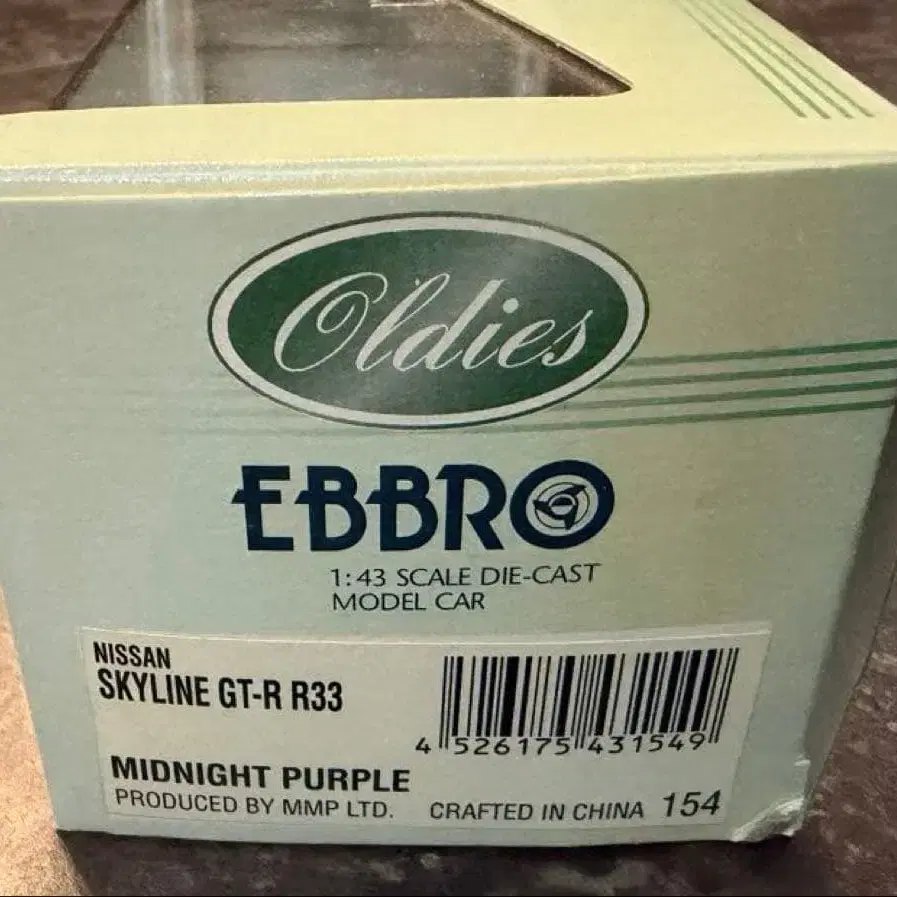 Oldies
EBBRO
1:43 SCALE DIE-CAST
MODEL CAR
NISSAN
SKYLINE GT-R R33
4 526175 431549
MIDNIGHT PURPLE
PRODUCED BY MMP LTD. CRAFTED IN CHINA 154